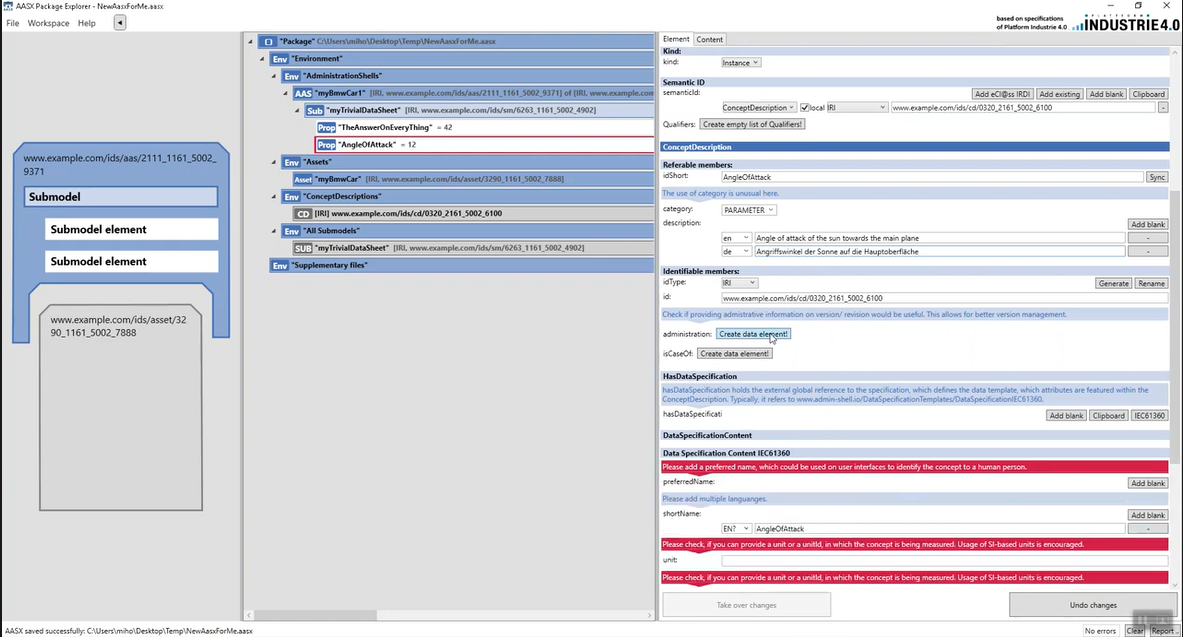 AASX Package Explorer - NewAasxForMe.aasx
File Workspace Help
based on specifications
of Platform Industrie 4.0
PLATTFORM
INDUSTRIE4.0
www.example.com/ids/aas/2111_1161_5002_
9371
Submodel
Submodel element
Submodel element
www.example.com/ids/asset/32
90_1161_5002_7888
"Package" C:\Users\miho\Desktop\Temp\NewAasxForMe.aasx
Env "Environment"
Env "AdministrationShells"
AAS "myBmwCar1" [IRI, www.example.com/ids/aas/2111_1161_5002_9371] of [IRI, www.example.com
Sub "myTrivialDataSheet" [IRI, www.example.com/ids/sm/6263_1161_5002_4902]
Prop "TheAnswerOnEveryThing" = 42
Prop "AngleOfAttack" = 12
Env "Assets"
Asset "myBmwCar" [IRI, www.example.com/ids/asset/3290_1161_5002_7888]
Env "ConceptDescriptions"
CD [IRI] www.example.com/ids/cd/0320_2161_5002_6100
Env "All Submodels"
SUB "myTrivialDataSheet" [IRI, www.example.com/ids/sm/6263_1161_5002_4902]
Env "Supplementary files"
Element Content
Kind:
kind: Instance
Semantic ID
semanticId: Add eCl@ss IRDI Add existing Add blank Clipboard
ConceptDescription local IRI www.example.com/ids/cd/0320_2161_5002_6100 -
Qualifiers: Create empty list of Qualifiers!
ConceptDescription
Referable members:
idShort: AngleOfAttack Sync
The use of category is unusual here.
category: PARAMETER
description: Add blank
en Angle of attack of the sun towards the main plane -
de Angriffswinkel der Sonne auf die Hauptoberfläche -
Identifiable members:
idType: IRI Generate Rename
id: www.example.com/ids/cd/0320_2161_5002_6100
Check if providing admistrative information on version/ revision would be useful. This allows for better version management.
administration: Create data element!
isCaseOf: Create data element!
HasDataSpecification
hasDataSpecification holds the external global reference to the specification, which defines the data template, which attributes are featured within the
ConceptDescription. Typically, it refers to www.admin-shell.io/DataSpecificationTemplates/DataSpecificationIEC61360.
hasDataSpecificati Add blank Clipboard IEC61360
DataSpecificationContent
Data Specification Content IEC61360
Please add a preferred name, which could be used on user interfaces to identify the concept to a human person.
preferredName: Add blank
Please add multiple languanges.
shortName: Add blank
EN? AngleOfAttack -
Please check, if you can provide a unit or a unitId, in which the concept is being measured. Usage of SI-based units is encouraged.
unit:
Please check, if you can provide a unit or a unitId, in which the concept is being measured. Usage of SI-based units is encouraged.
Take over changes Undo changes
AASX saved successfully: C:\Users\miho\Desktop\Temp\NewAasxForMe.aasx No errors Clear Report..